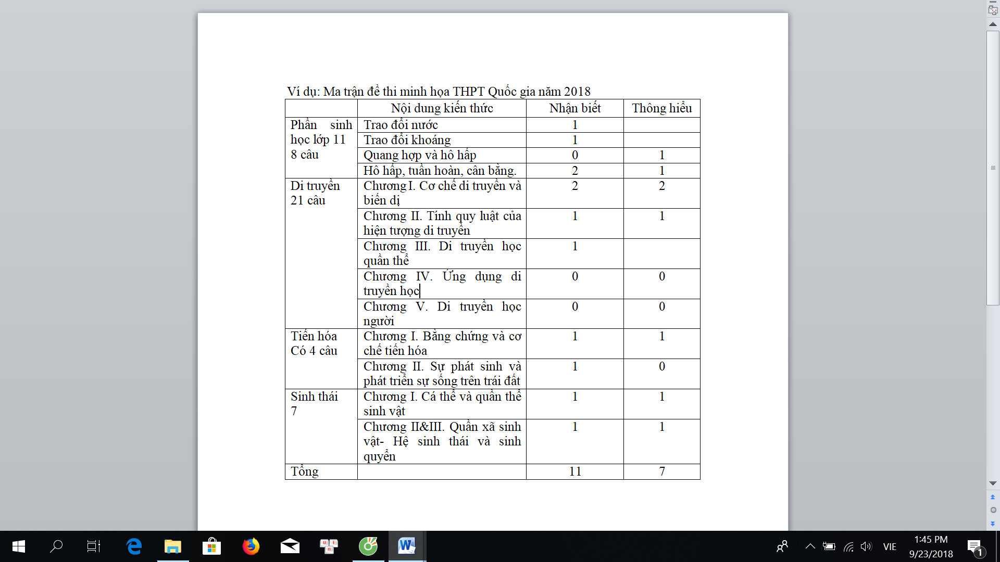 Ví dụ: Ma trận đề thi minh họa THPT Quốc gia năm 2018
Nội dung kiến thức Nhận biết Thông hiểu
Phần sinh học lớp 11
8 câu
Trao đổi nước 1
Trao đổi khoáng 1
Quang hợp và hô hấp 0 1
Hô hấp, tuần hoàn, cân bằng. 2 1
Di truyền
21 câu
Chương I. Cơ chế di truyền và 2 2
biến dị
Chương II. Tính quy luật của 1 1
hiện tượng di truyền
Chương III. Di truyền học 1
quần thể
Chương IV. Ứng dụng di 0 0
truyền học
Chương V. Di truyền học 0 0
người
Tiến hóa
Có 4 câu
Chương I. Bằng chứng và cơ 1 1
chế tiến hóa
Chương II. Sự phát sinh và 1 0
phát triển sự sống trên trái đất
Sinh thái
7
Chương I. Cá thể và quần thể 1 1
sinh vật
Chương II&III. Quần xã sinh 1 1
vật- Hệ sinh thái và sinh
quyển
Tổng 11 7
VIE
1:45 PM
9/23/2018
1